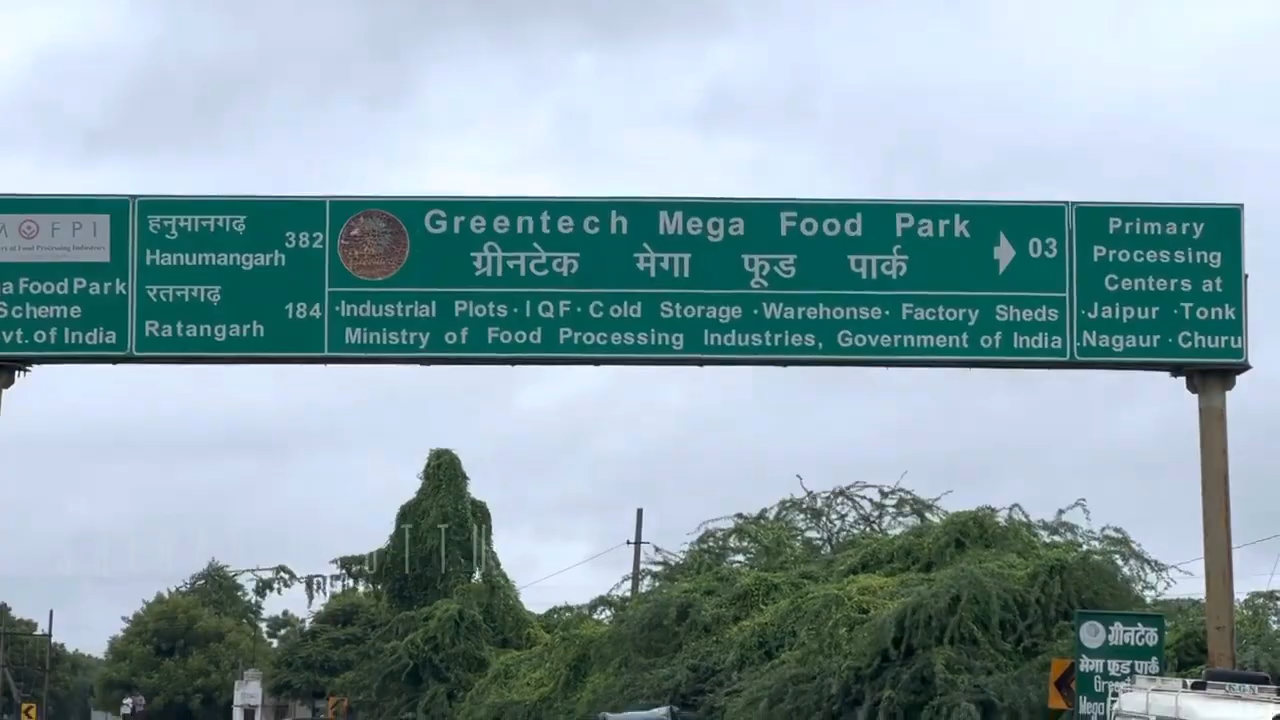 M O F P I
a Food Park
Scheme
vt. of India
हनुमानगढ़
382
Hanumangarh
रतनगढ़
184
Ratangarh
Greentech Mega Food Park
ग्रीनटेक मेगा फूड पार्क
03
·Industrial Plots·IQF·Cold Storage ·Warehonse· Factory Sheds
Ministry of Food Processing Industries, Government of India
Primary
Processing
Centers at
·Jaipur ·Tonk
.Nagaur ·Churu
ग्रीनटेक
मेगा फूड पार्क
Mega